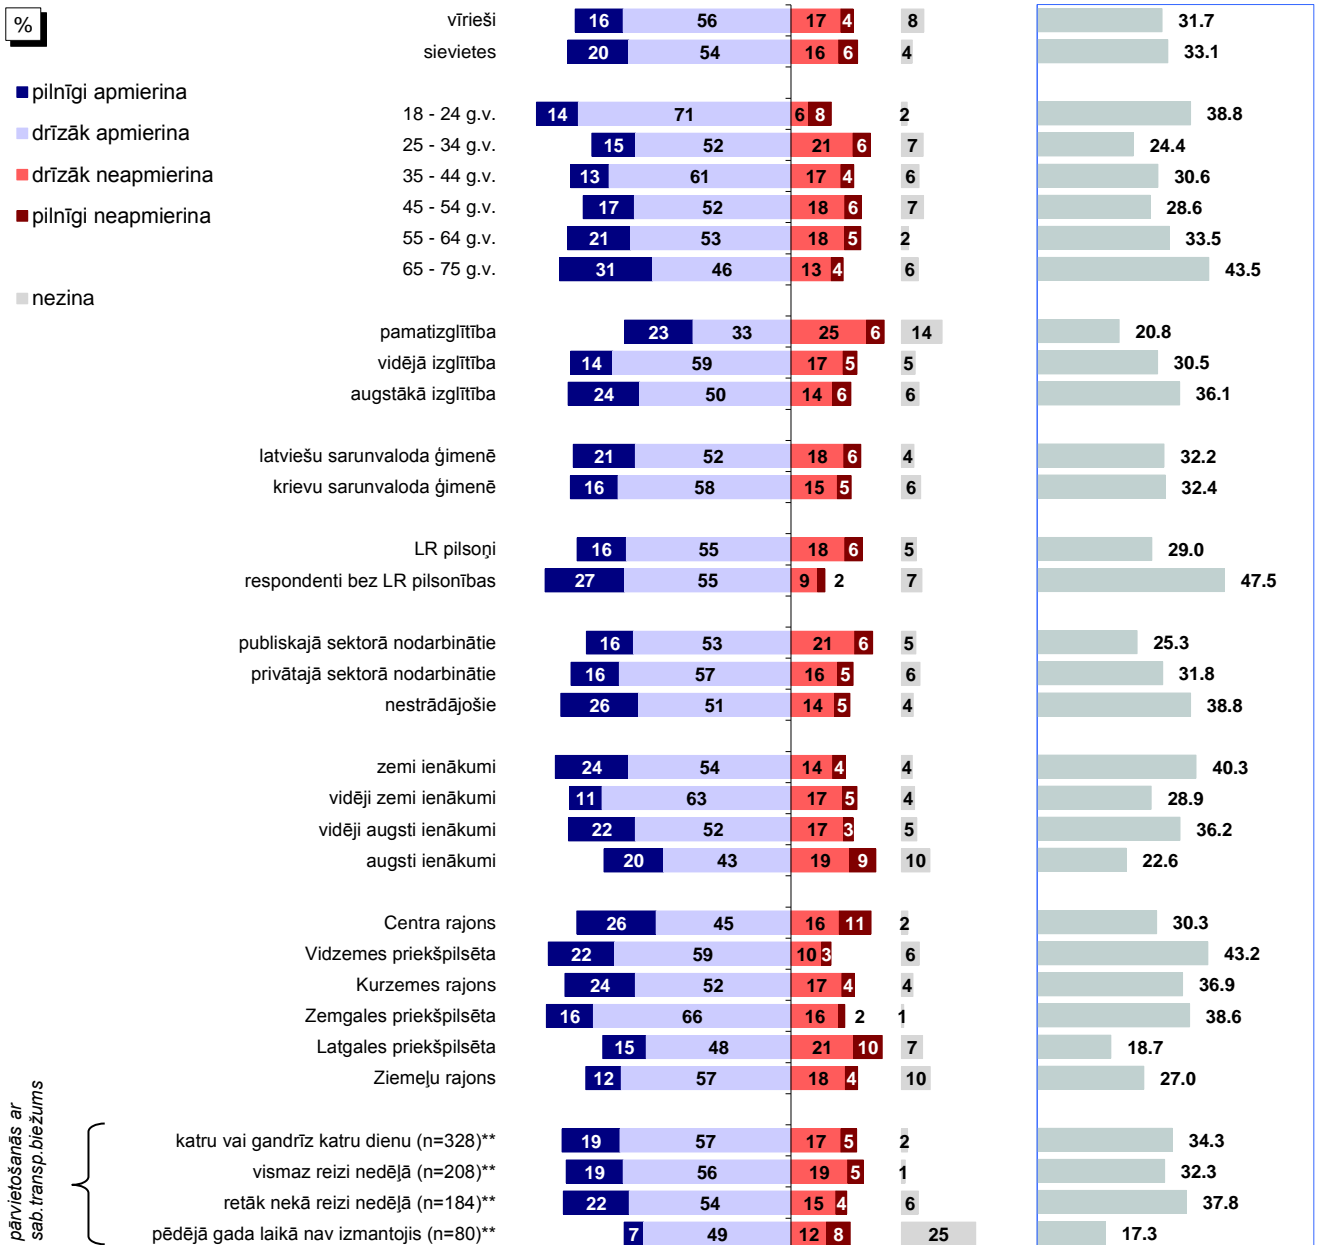 %
pilnīgi apmierina
drīzāk apmierina
drīzāk neapmierina
pilnīgi neapmierina
nezina
vīrieši 16 56 17 4 8 31.7
sievietes 20 54 16 6 4 33.1
18 - 24 g.v. 14 71 6 8 2 38.8
25 - 34 g.v. 15 52 21 6 7 24.4
35 - 44 g.v. 13 61 17 4 6 30.6
45 - 54 g.v. 17 52 18 6 7 28.6
55 - 64 g.v. 21 53 18 5 2 33.5
65 - 75 g.v. 31 46 13 4 6 43.5
pamatizglītība 23 33 25 6 14 20.8
vidējā izglītība 14 59 17 5 5 30.5
augstākā izglītība 24 50 14 6 6 36.1
latviešu sarunvaloda ģimenē 21 52 18 6 4 32.2
krievu sarunvaloda ģimenē 16 58 15 5 6 32.4
LR pilsoņi 16 55 18 6 5 29.0
respondenti bez LR pilsonības 27 55 9 2 7 47.5
publiskajā sektorā nodarbinātie 16 53 21 6 5 25.3
privātajā sektorā nodarbinātie 16 57 16 5 6 31.8
nestrādājošie 26 51 14 5 4 38.8
zemi ienākumi 24 54 14 4 4 40.3
vidēji zemi ienākumi 11 63 17 5 4 28.9
vidēji augsti ienākumi 22 52 17 3 5 36.2
augsti ienākumi 20 43 19 9 10 22.6
Centra rajons 26 45 16 11 2 30.3
Vidzemes priekšpilsēta 22 59 10 3 6 43.2
Kurzemes rajons 24 52 17 4 4 36.9
Zemgales priekšpilsēta 16 66 16 2 1 38.6
Latgales priekšpilsēta 15 48 21 10 7 18.7
Ziemeļu rajons 12 57 18 4 10 27.0
pārvietošanās ar
sab.transp.biežums
katru vai gandrīz katru dienu (n=328)** 19 57 17 5 2 34.3
vismaz reizi nedēļā (n=208)** 19 56 19 5 1 32.3
retāk nekā reizi nedēļā (n=184)** 22 54 15 4 6 37.8
pēdējā gada laikā nav izmantojis (n=80)** 7 49 12 8 25 17.3